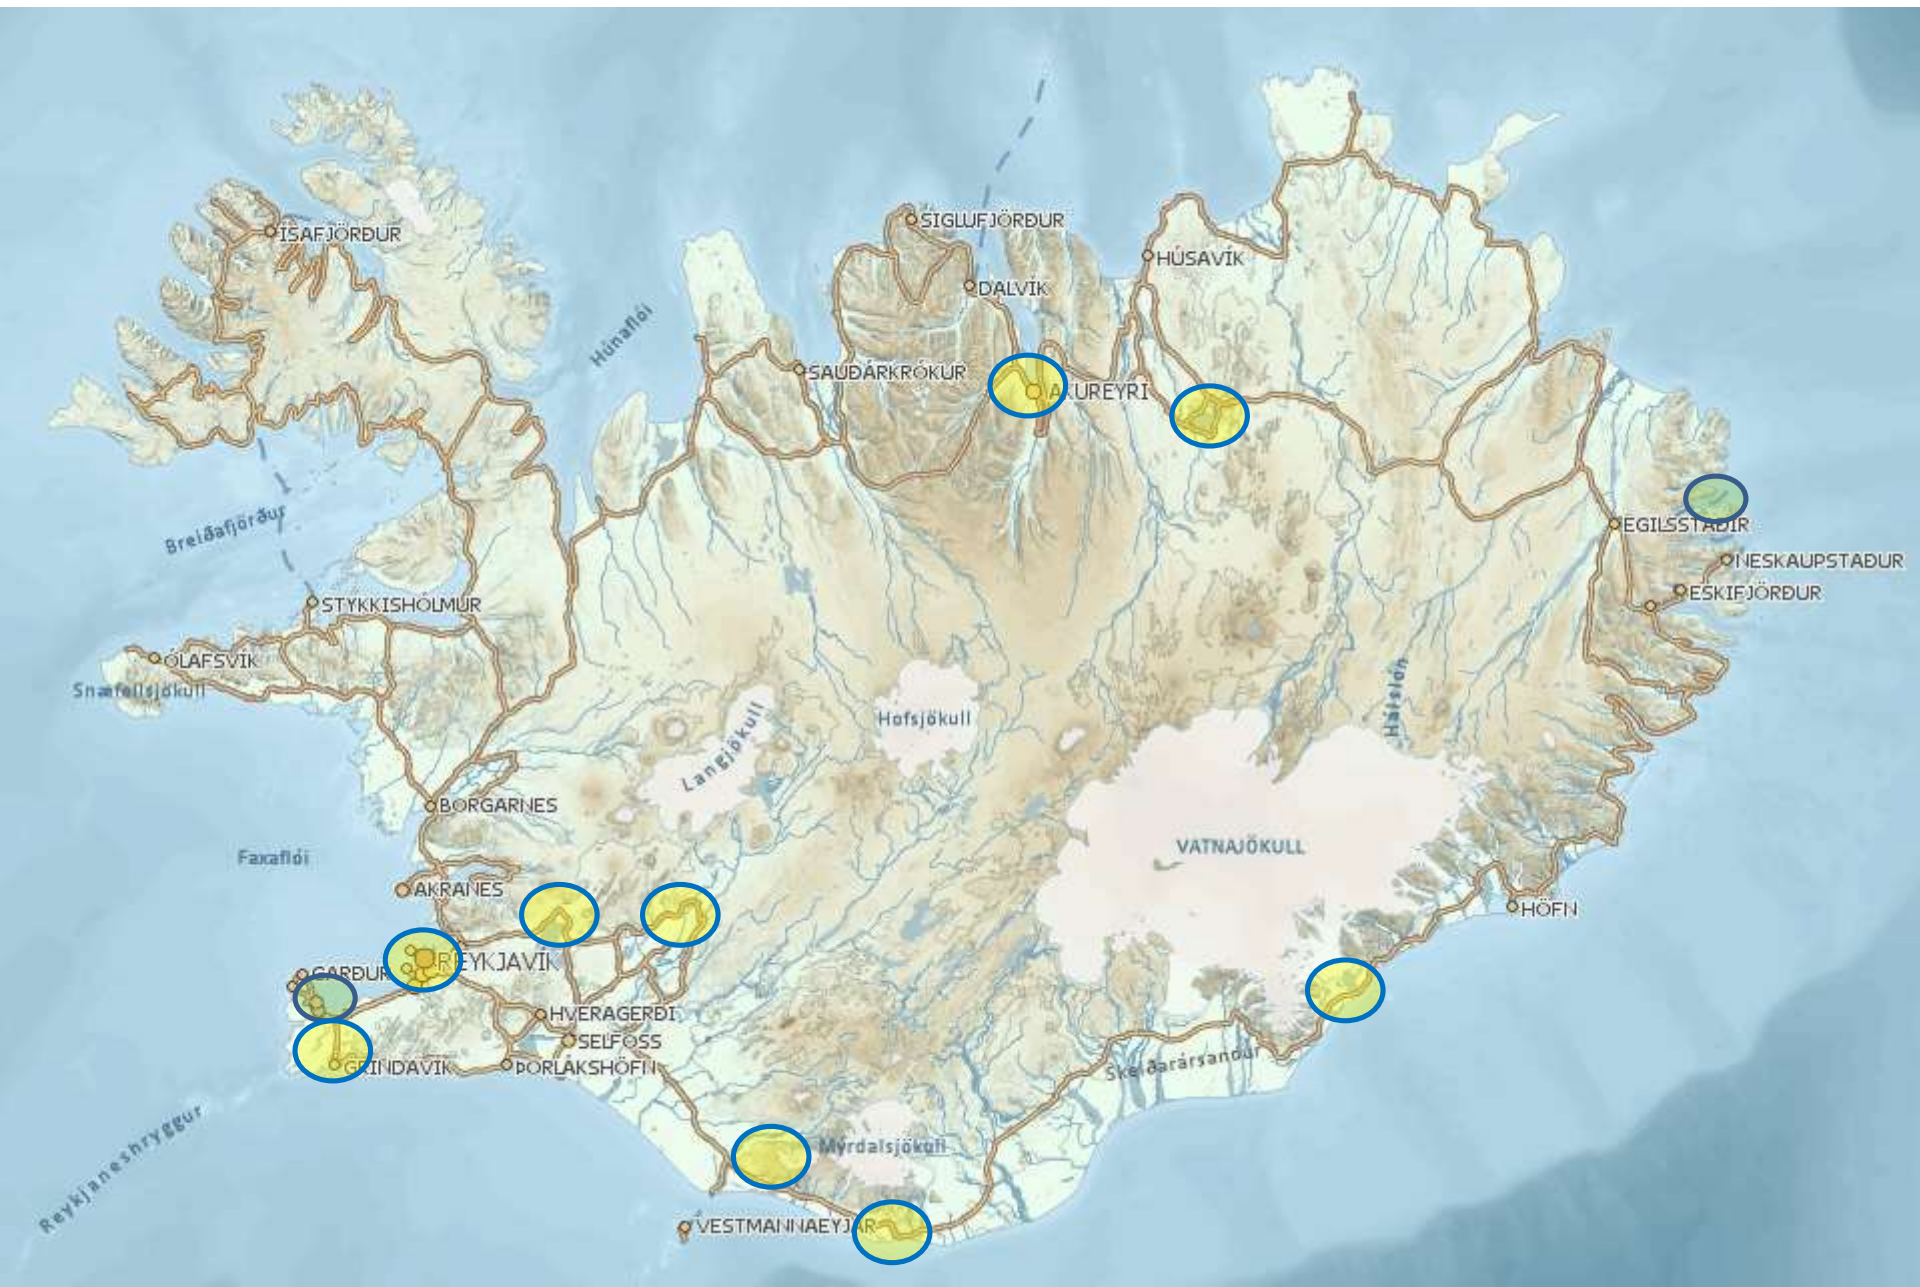 SIGLUFJÖRÐUR
ÍSAFJÖRÐUR
HÚSAVÍK
DALVÍK
Húnaflói
SAUÐÁRKRÓKUR
AKUREYRI
Breiðafjörður
EGILSSTAÐIR
NESKAUPSTAÐUR
ESKIFJÖRÐUR
STYKKISHÓLMUR
ÓLAFSVÍK
Snæfellsjökull
Hálslón
Hofsjökull
Langjökull
BORGARNES
VATNAJÖKULL
Faxaflói
AKRANES
HÖFN
REYKJAVÍK
GARÐUR
HVERAGERÐI
SELFOSS
GRINDAVÍK
ÞORLÁKSHÖFN
Skeiðarársandur
Reykjaneshryggur
Mýrdalsjökull
VESTMANNAEYJAR